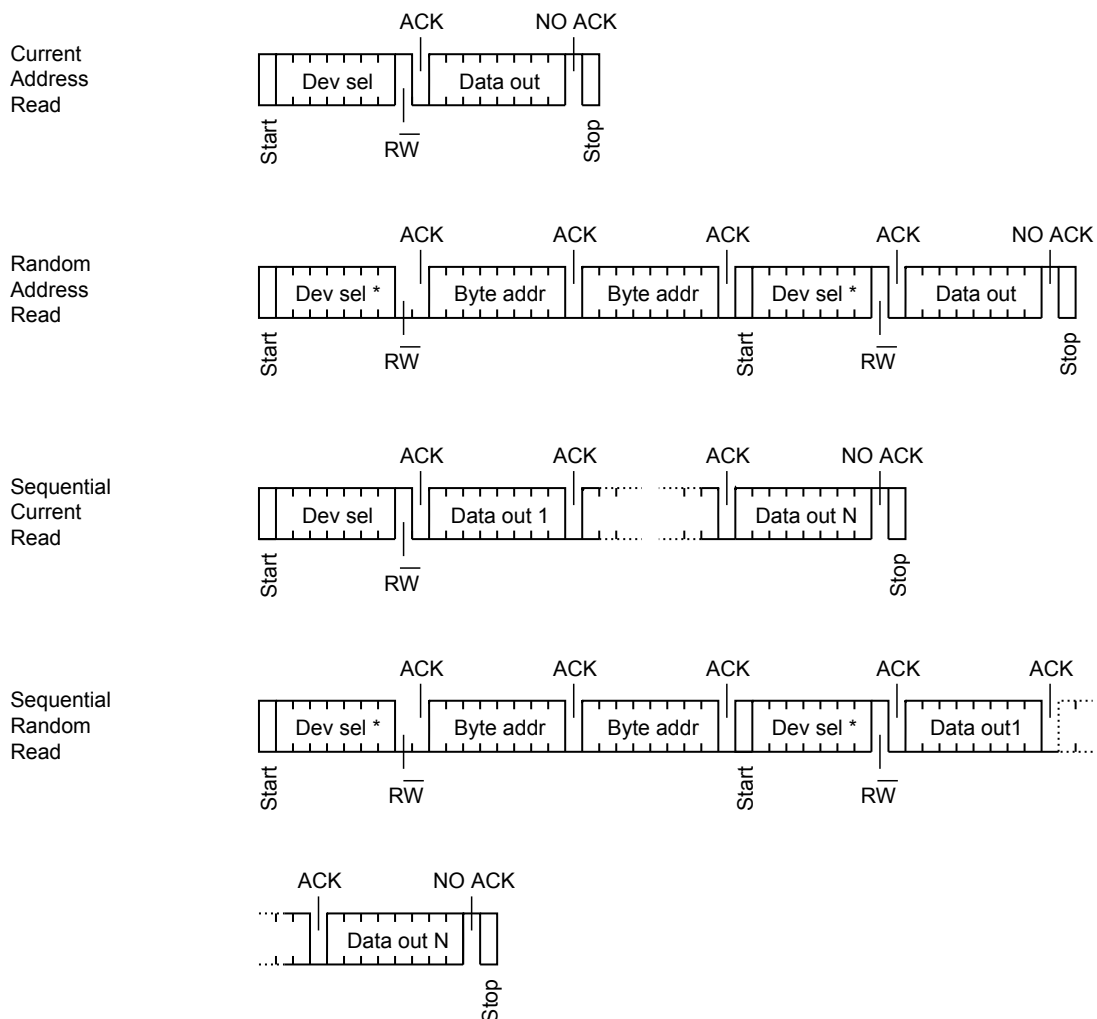 ACK NO ACK
Current
Address
Read
Dev sel Data out
Start
RW̅
Stop
ACK ACK ACK ACK NO ACK
Random
Address
Read
Dev sel * Byte addr Byte addr Dev sel * Data out
Start
RW̅
Start
RW̅
Stop
ACK ACK ACK NO ACK
Sequential
Current
Read
Dev sel Data out 1 Data out N
Start
RW̅
Stop
ACK ACK ACK ACK ACK
Sequential
Random
Read
Dev sel * Byte addr Byte addr Dev sel * Data out1
Start
RW̅
Start
RW̅
ACK NO ACK
Data out N
Stop